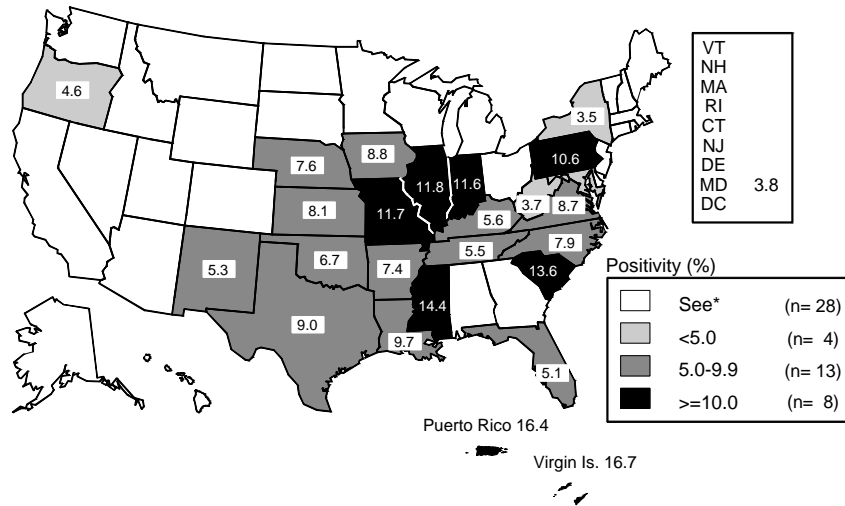 VT
NH
MA
RI
CT
NJ
DE
MD 3.8
DC
4.6
3.5
7.6
8.8
10.6
11.8
11.6
8.1
11.7
3.7
8.7
5.6
5.3
6.7
7.4
5.5
7.9
13.6
9.0
14.4
9.7
5.1
Positivity (%)
See* (n= 28)
<5.0 (n= 4)
5.0-9.9 (n= 13)
>=10.0 (n= 8)
Puerto Rico 16.4
Virgin Is. 16.7